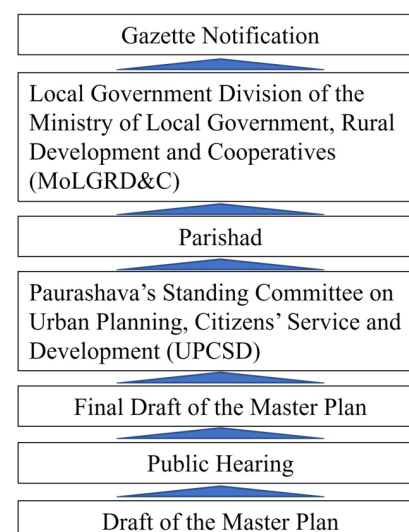 Gazette Notification
Local Government Division of the
Ministry of Local Government, Rural
Development and Cooperatives
(MoLGRD&C)
Parishad
Paurashava’s Standing Committee on
Urban Planning, Citizens’ Service and
Development (UPCSD)
Final Draft of the Master Plan
Public Hearing
Draft of the Master Plan